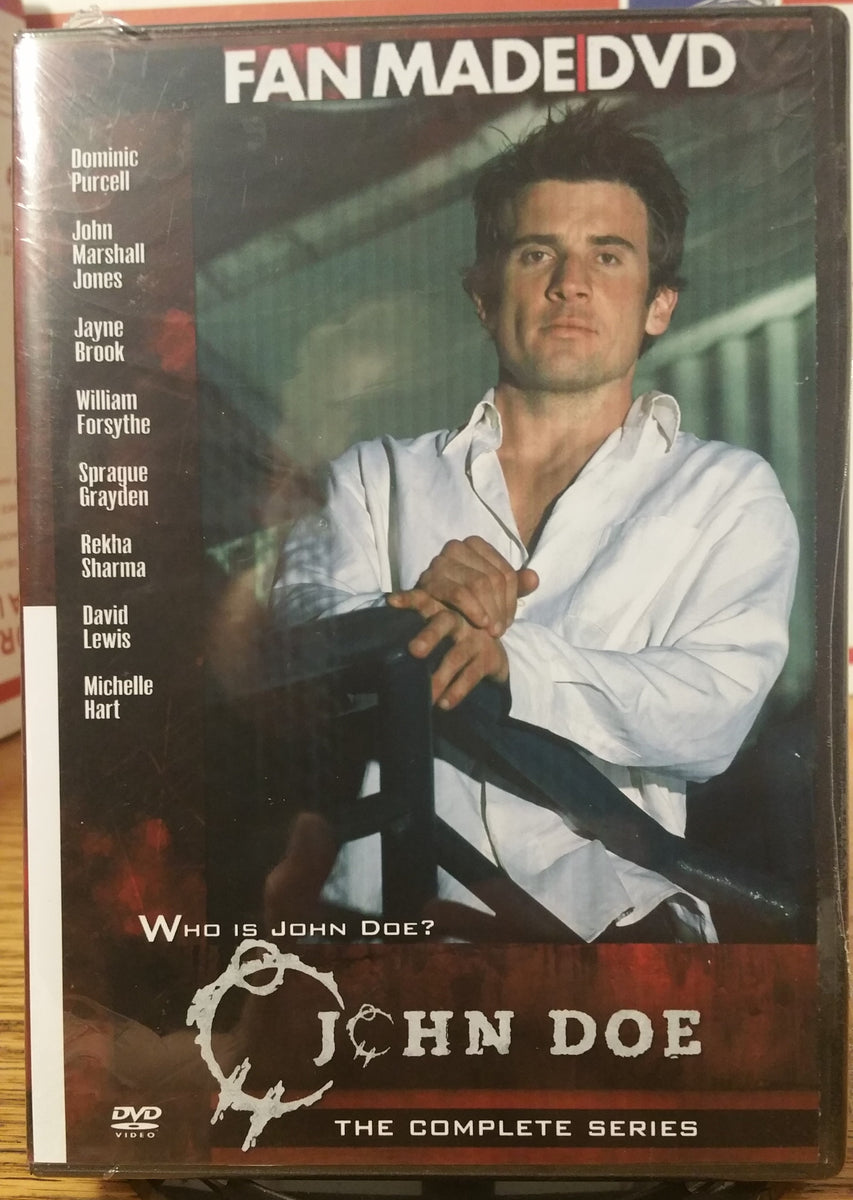 FAN MADE DVD
Dominic
Purcell
John
Marshall
Jones
Jayne
Brook
William
Forsythe
Sprague
Grayden
Rekha
Sharma
David
Lewis
Michelle
Hart
WHO IS JOHN DOE?
JOHN DOE
DVD
VIDEO
THE COMPLETE SERIES